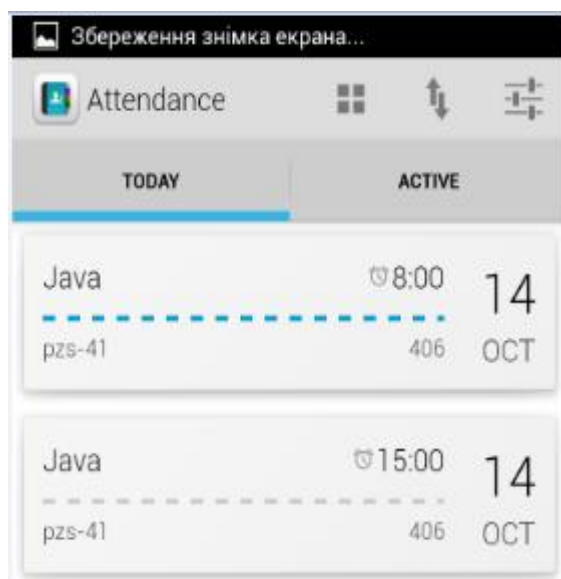 Збереження знімка екрана...
Attendance
TODAY ACTIVE
Java 8:00 14
pzs-41 406 OCT
Java 15:00 14
pzs-41 406 OCT